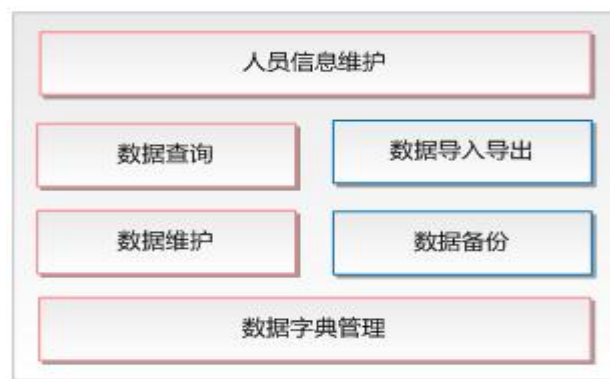 人员信息维护
数据查询
数据导入导出
数据维护
数据备份
数据字典管理